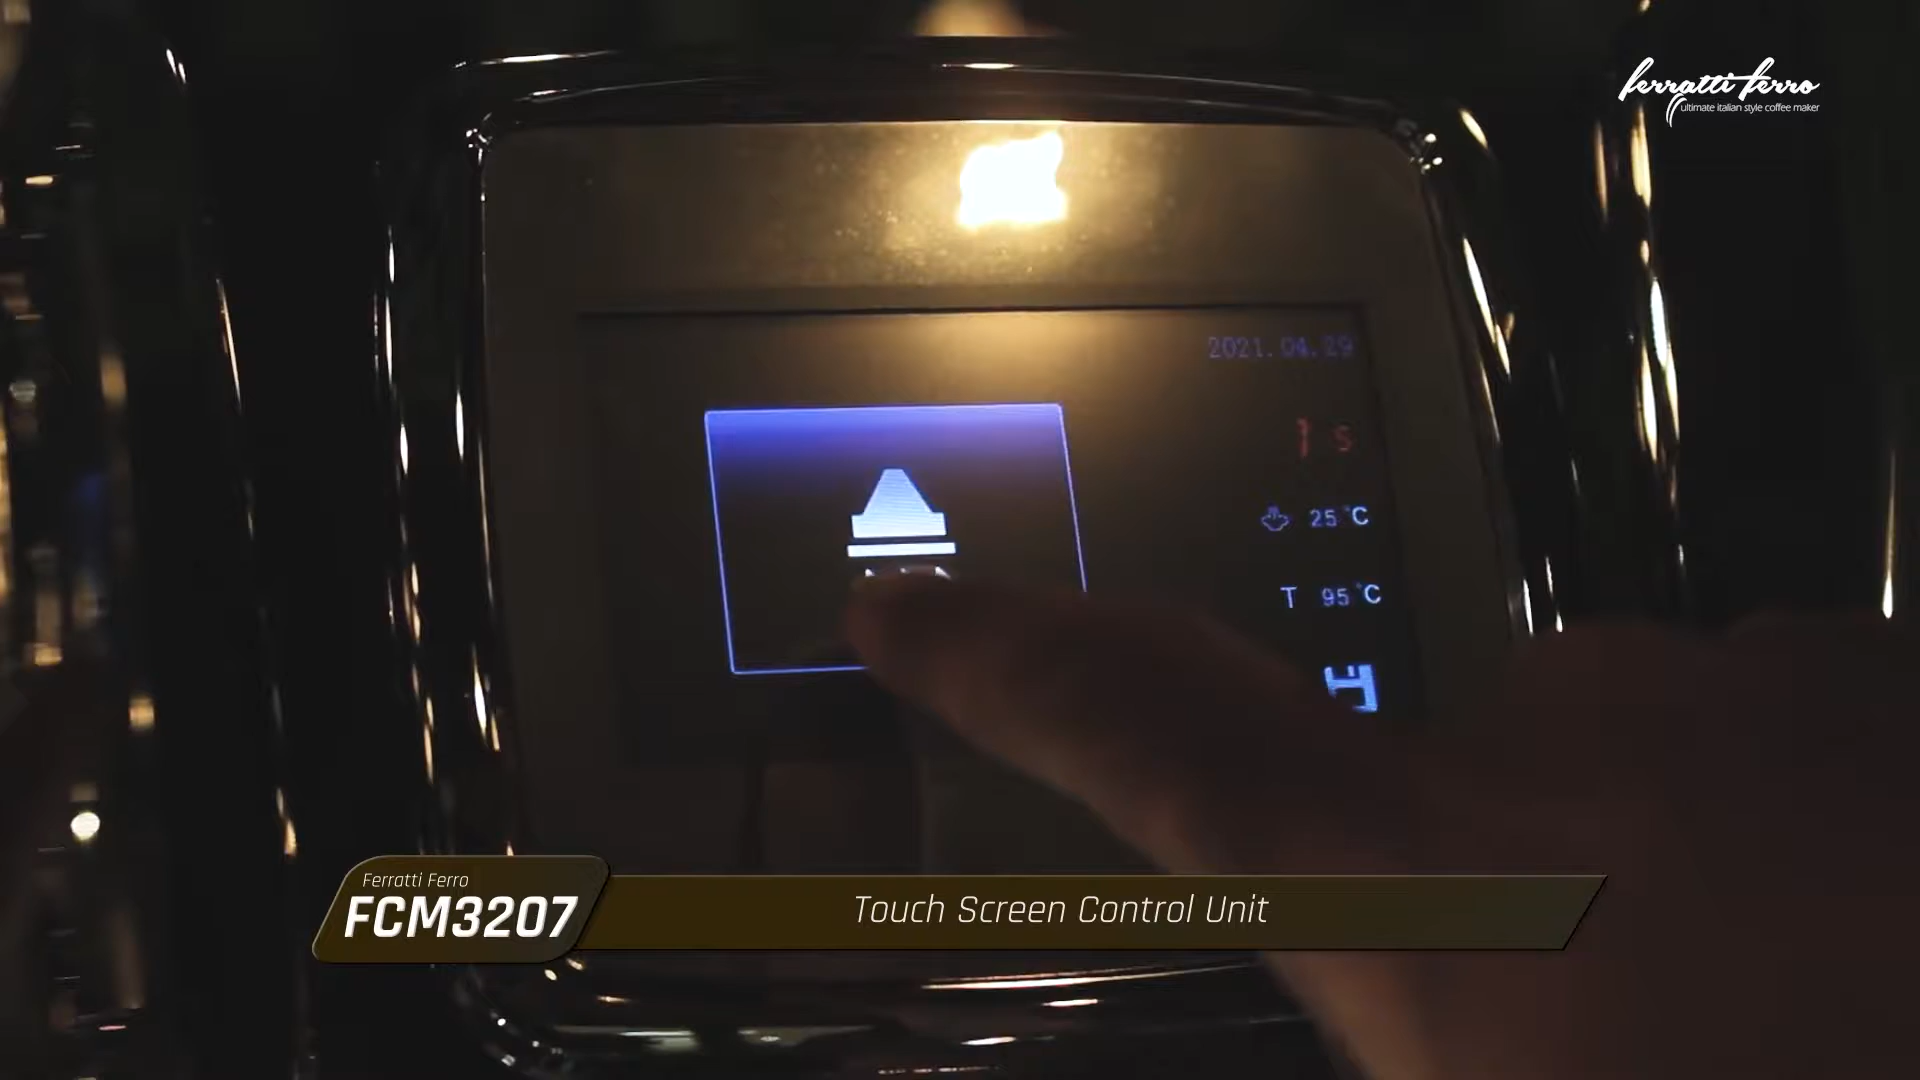 ferratti ferro
ultimate italian style coffee maker
2021.04.29
1 S
25°C
T 95°C
Ferratti Ferro
FCM3207
Touch Screen Control Unit